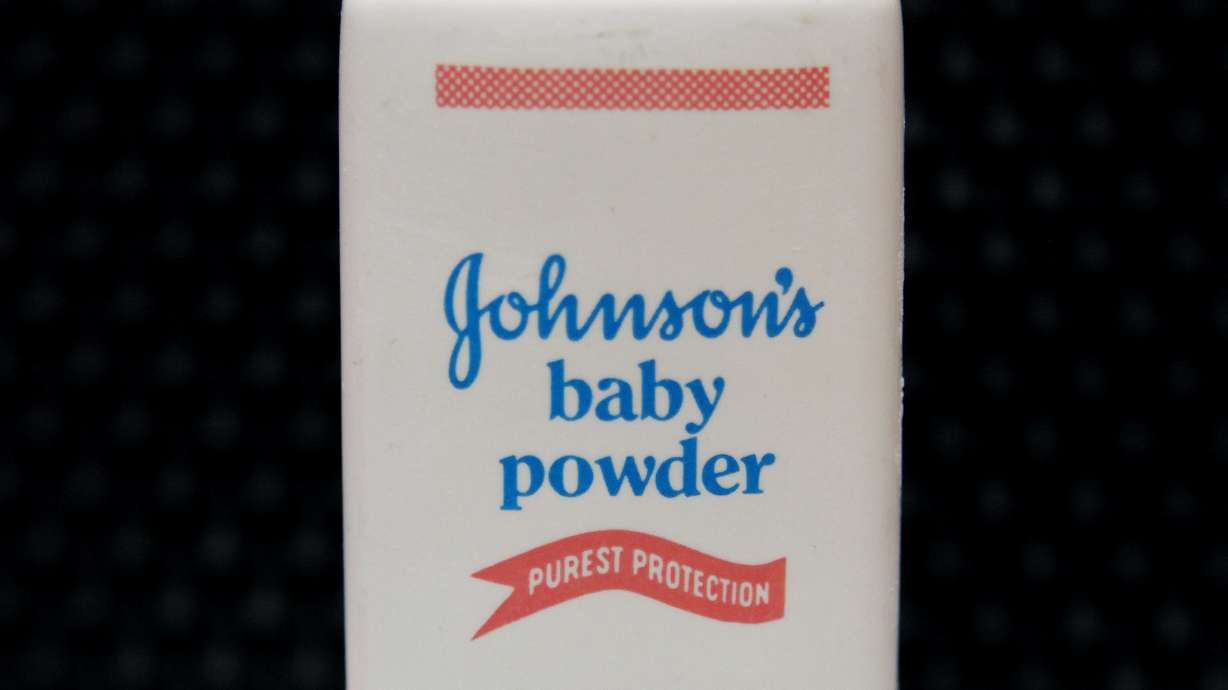 Johnson's
baby
powder
PUREST PROTECTION